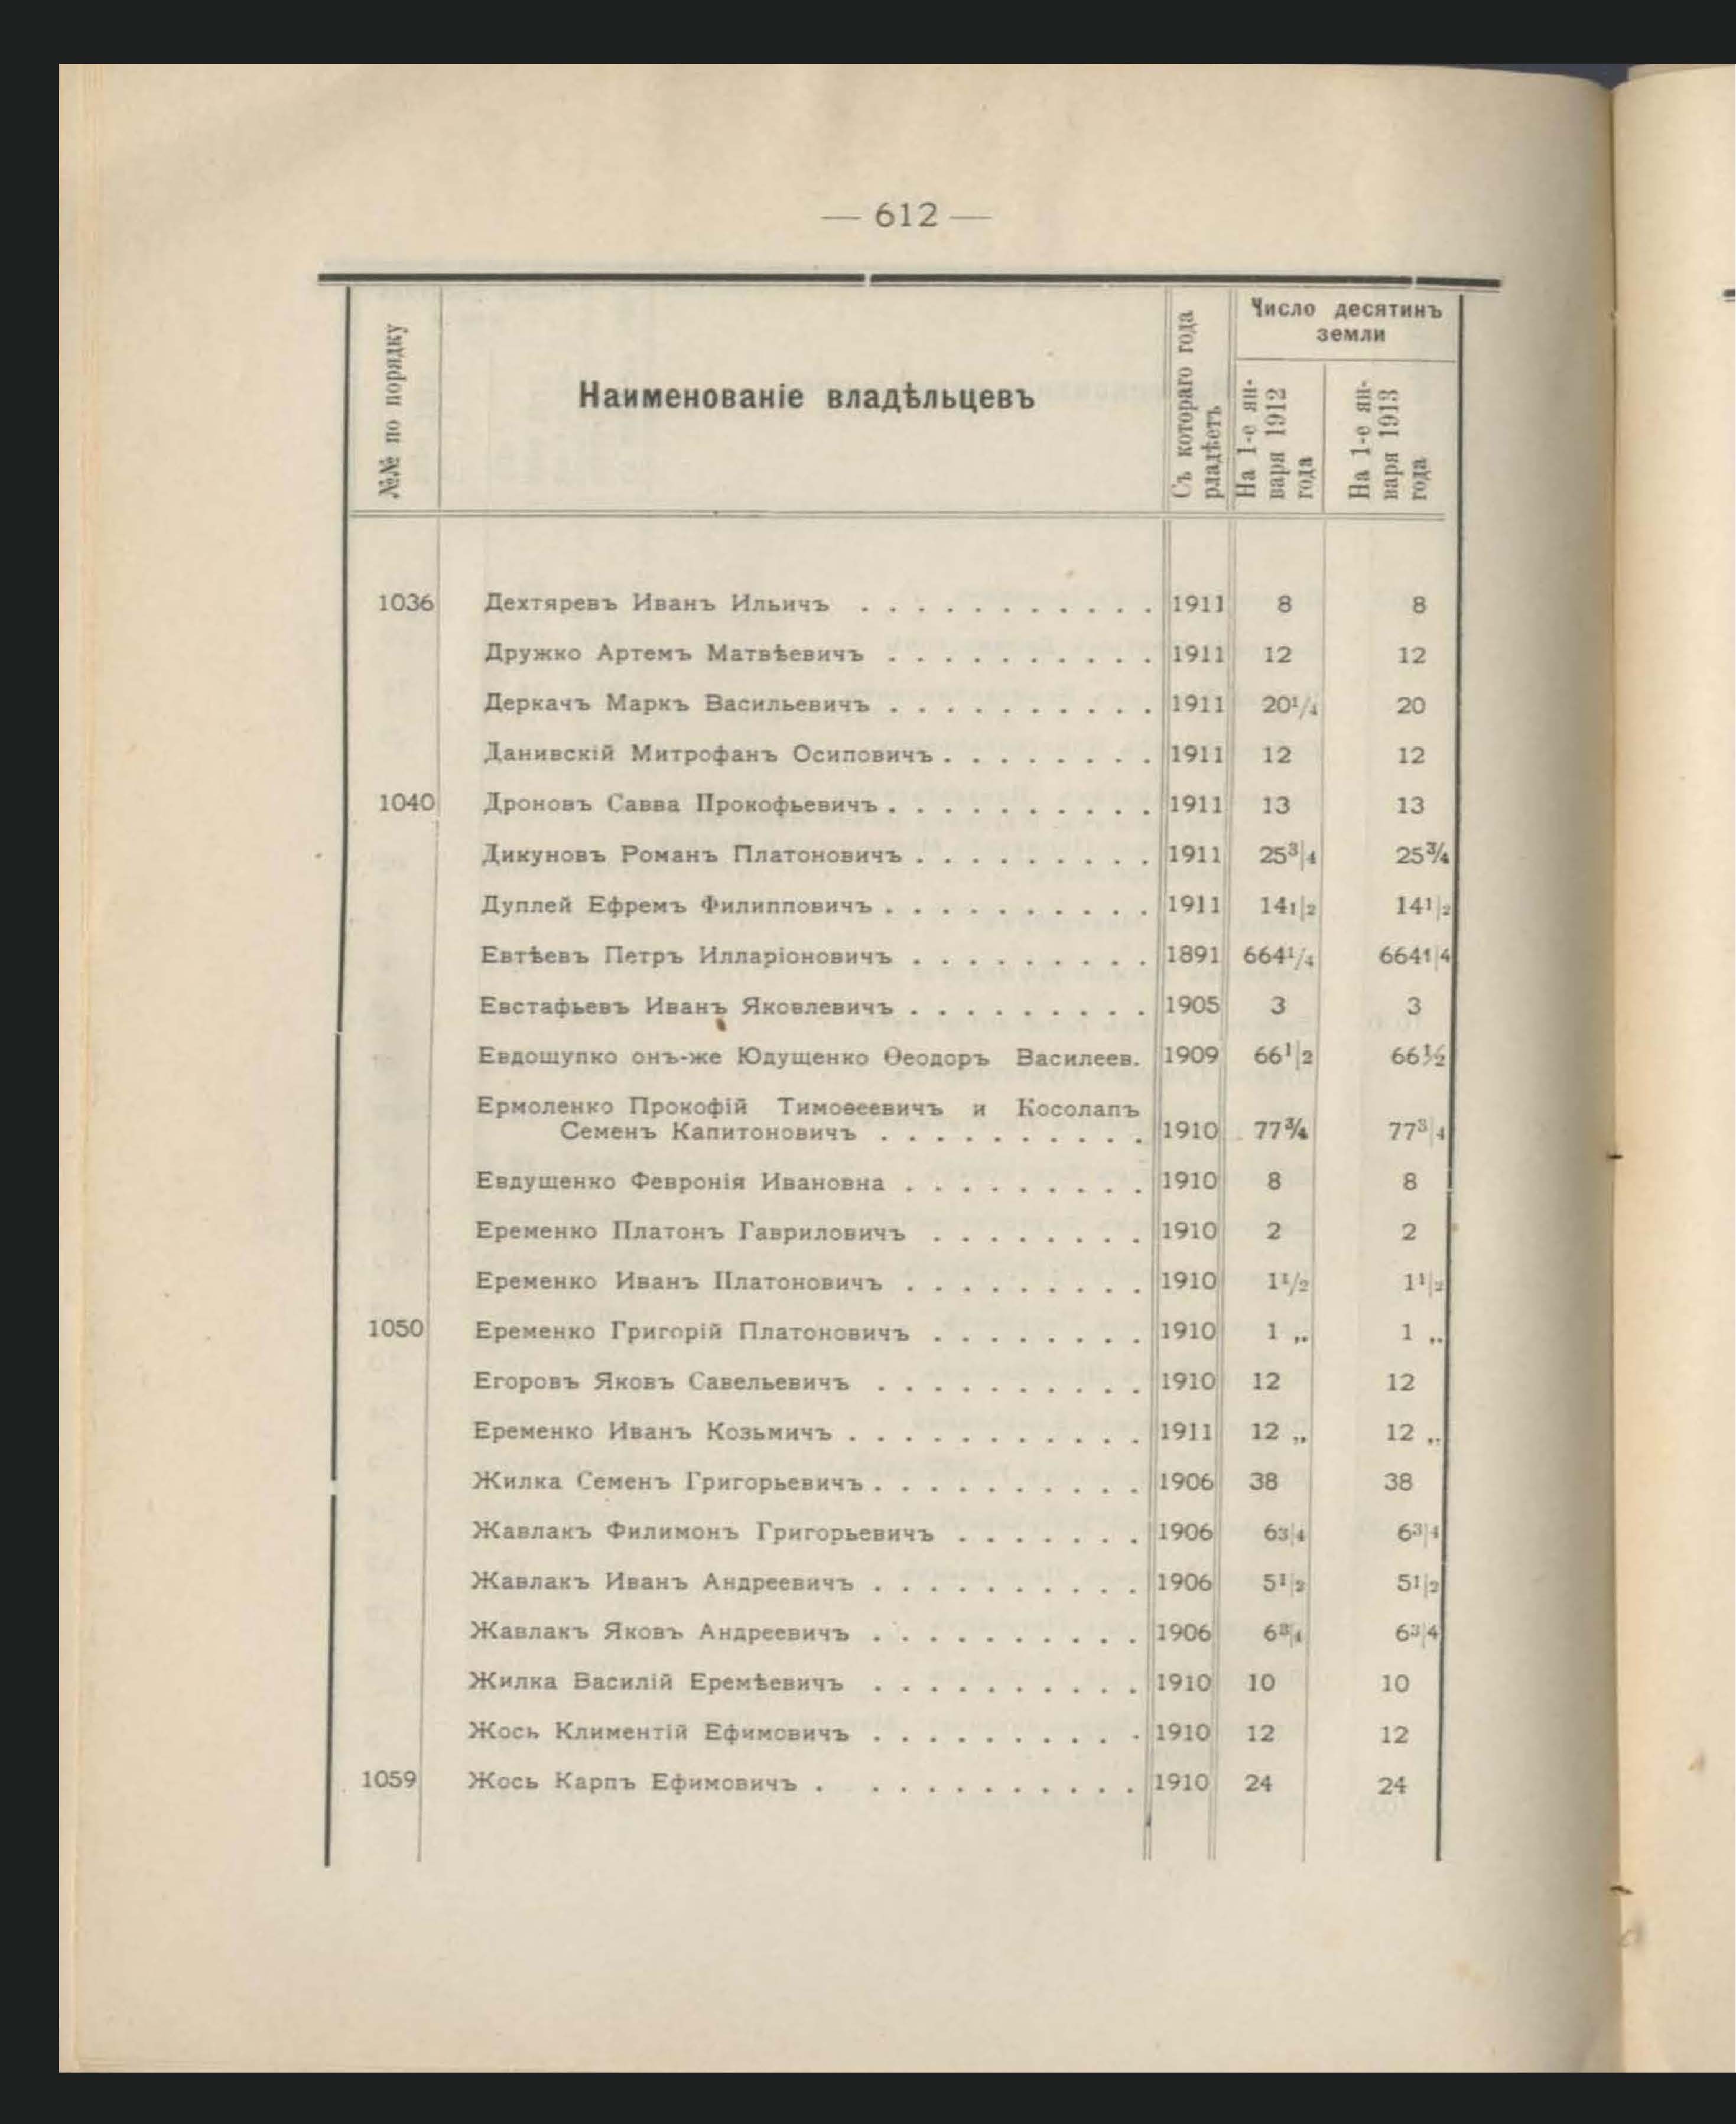 — 612 —
№№ по порядку
Наименованіе владѣльцевъ
Съ котораго года
рладѣетъ
Число десятинъ
земли
На 1-е ян-
варя 1912
года
На 1-е ян-
варя 1913
года
1036 Дехтяревъ Иванъ Ильичъ . . . . . . . . . . . 1911 8 8
Дружко Артемъ Матвѣевичъ . . . . . . . . . . 1911 12 12
Деркачъ Маркъ Васильевичъ . . . . . . . . . . 1911 20¹/₄ 20
Данивскій Митрофанъ Осиповичъ . . . . . . . . 1911 12 12
1040 Дроновъ Савва Прокофьевичъ . . . . . . . . . . 1911 13 13
Дикуновъ Романъ Платоновичъ . . . . . . . . . 1911 25³|₄ 25¾
Дуплей Ефремъ Филипповичъ . . . . . . . . . . 1911 14₁|₂ 14¹|₂
Евтѣевъ Петръ Илларіоновичъ . . . . . . . . . 1891 664¹/₄ 664¹|₄
Евстафьевъ Иванъ Яковлевичъ . . . . . . . . . 1905 3 3
Евдошупко онъ-же Юдущенко Ѳеодоръ Василеев. 1909 66¹|₂ 66½
Ермоленко Прокофій Тимоѳеевичъ и Косолапъ
Семенъ Капитоновичъ . . . . . . . . . . 1910 77¾ 77³|₄
Евдушенко Февронія Ивановна . . . . . . . . . 1910 8 8
Еременко Платонъ Гавриловичъ . . . . . . . . 1910 2 2
Еременко Иванъ Платоновичъ . . . . . . . . . 1910 1¹/₂ 1¹|₂
1050 Еременко Григорій Платоновичъ . . . . . . . . 1910 1 „ 1 „
Егоровъ Яковъ Савельевичъ . . . . . . . . . . 1910 12 12
Еременко Иванъ Козьмичъ . . . . . . . . . . . 1911 12 „ 12 „
Жилка Семенъ Григорьевичъ . . . . . . . . . . 1906 38 38
Жавлакъ Филимонъ Григорьевичъ . . . . . . . 1906 6₃|₄ 6³|₄
Жавлакъ Иванъ Андреевичъ . . . . . . . . . . 1906 5¹|₂ 5¹|₂
Жавлакъ Яковъ Андреевичъ . . . . . . . . . . 1906 6³|₄ 6³|₄
Жилка Василій Еремѣевичъ . . . . . . . . . . 1910 10 10
Жось Климентій Ефимовичъ . . . . . . . . . . 1910 12 12
1059 Жось Карпъ Ефимовичъ . . . . . . . . . . . 1910 24 24